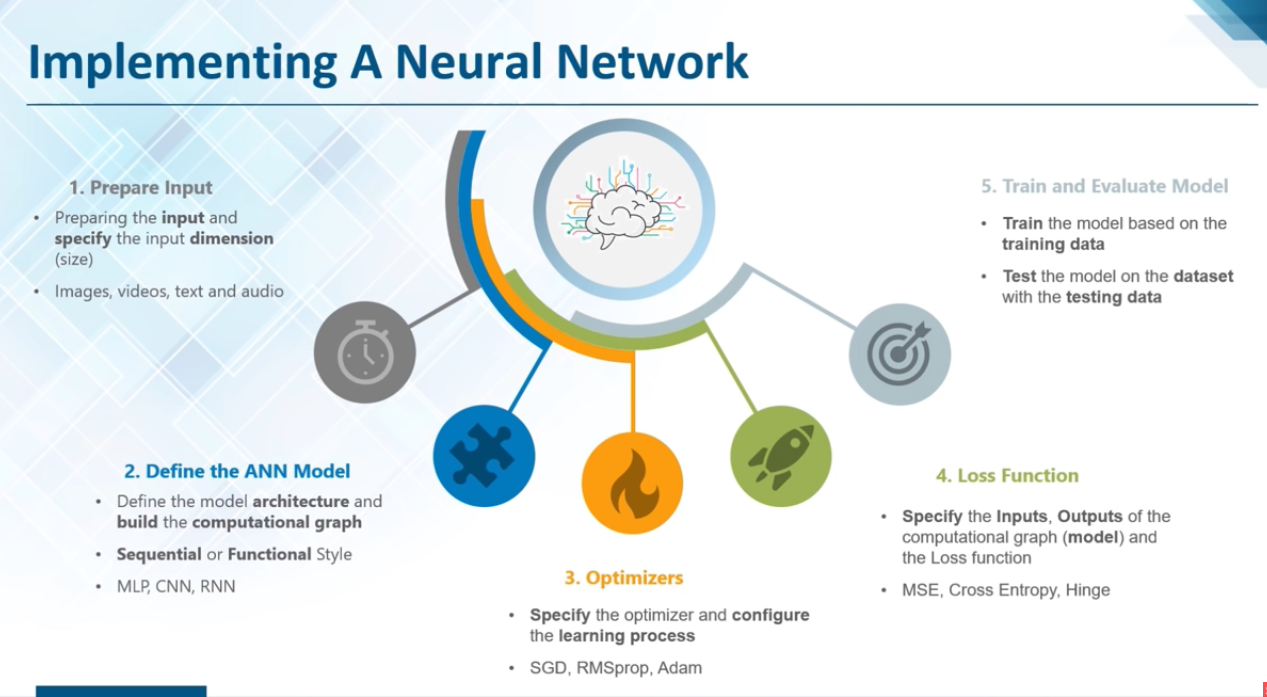 Implementing A Neural Network
1. Prepare Input
• Preparing the input and
specify the input dimension
(size)
• Images, videos, text and audio
2. Define the ANN Model
• Define the model architecture and
build the computational graph
• Sequential or Functional Style
• MLP, CNN, RNN
3. Optimizers
• Specify the optimizer and configure
the learning process
• SGD, RMSprop, Adam
4. Loss Function
• Specify the Inputs, Outputs of the
computational graph (model) and
the Loss function
• MSE, Cross Entropy, Hinge
5. Train and Evaluate Model
• Train the model based on the
training data
• Test the model on the dataset
with the testing data